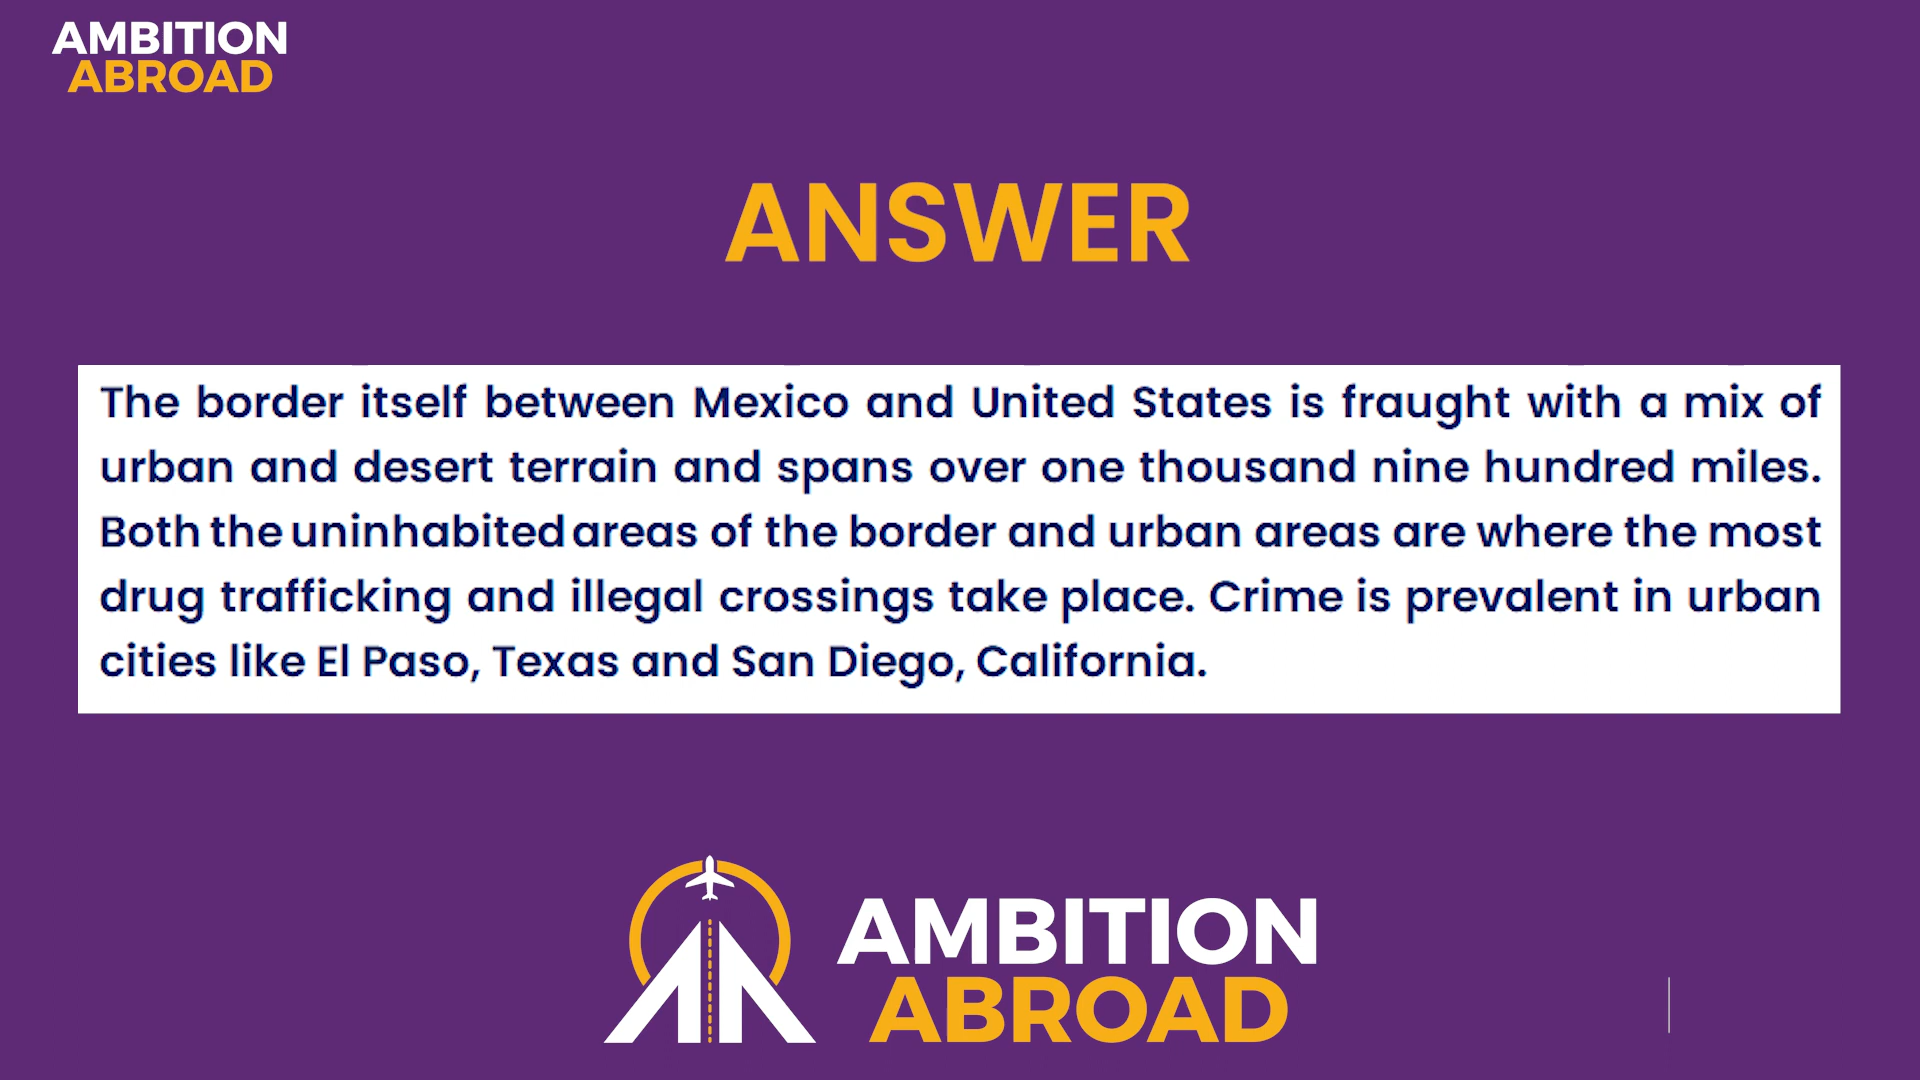 AMBITION
ABROAD
ANSWER
The border itself between Mexico and United States is fraught with a mix of
urban and desert terrain and spans over one thousand nine hundred miles.
Both the uninhabited areas of the border and urban areas are where the most
drug trafficking and illegal crossings take place. Crime is prevalent in urban
cities like El Paso, Texas and San Diego, California.
AMBITION
ABROAD